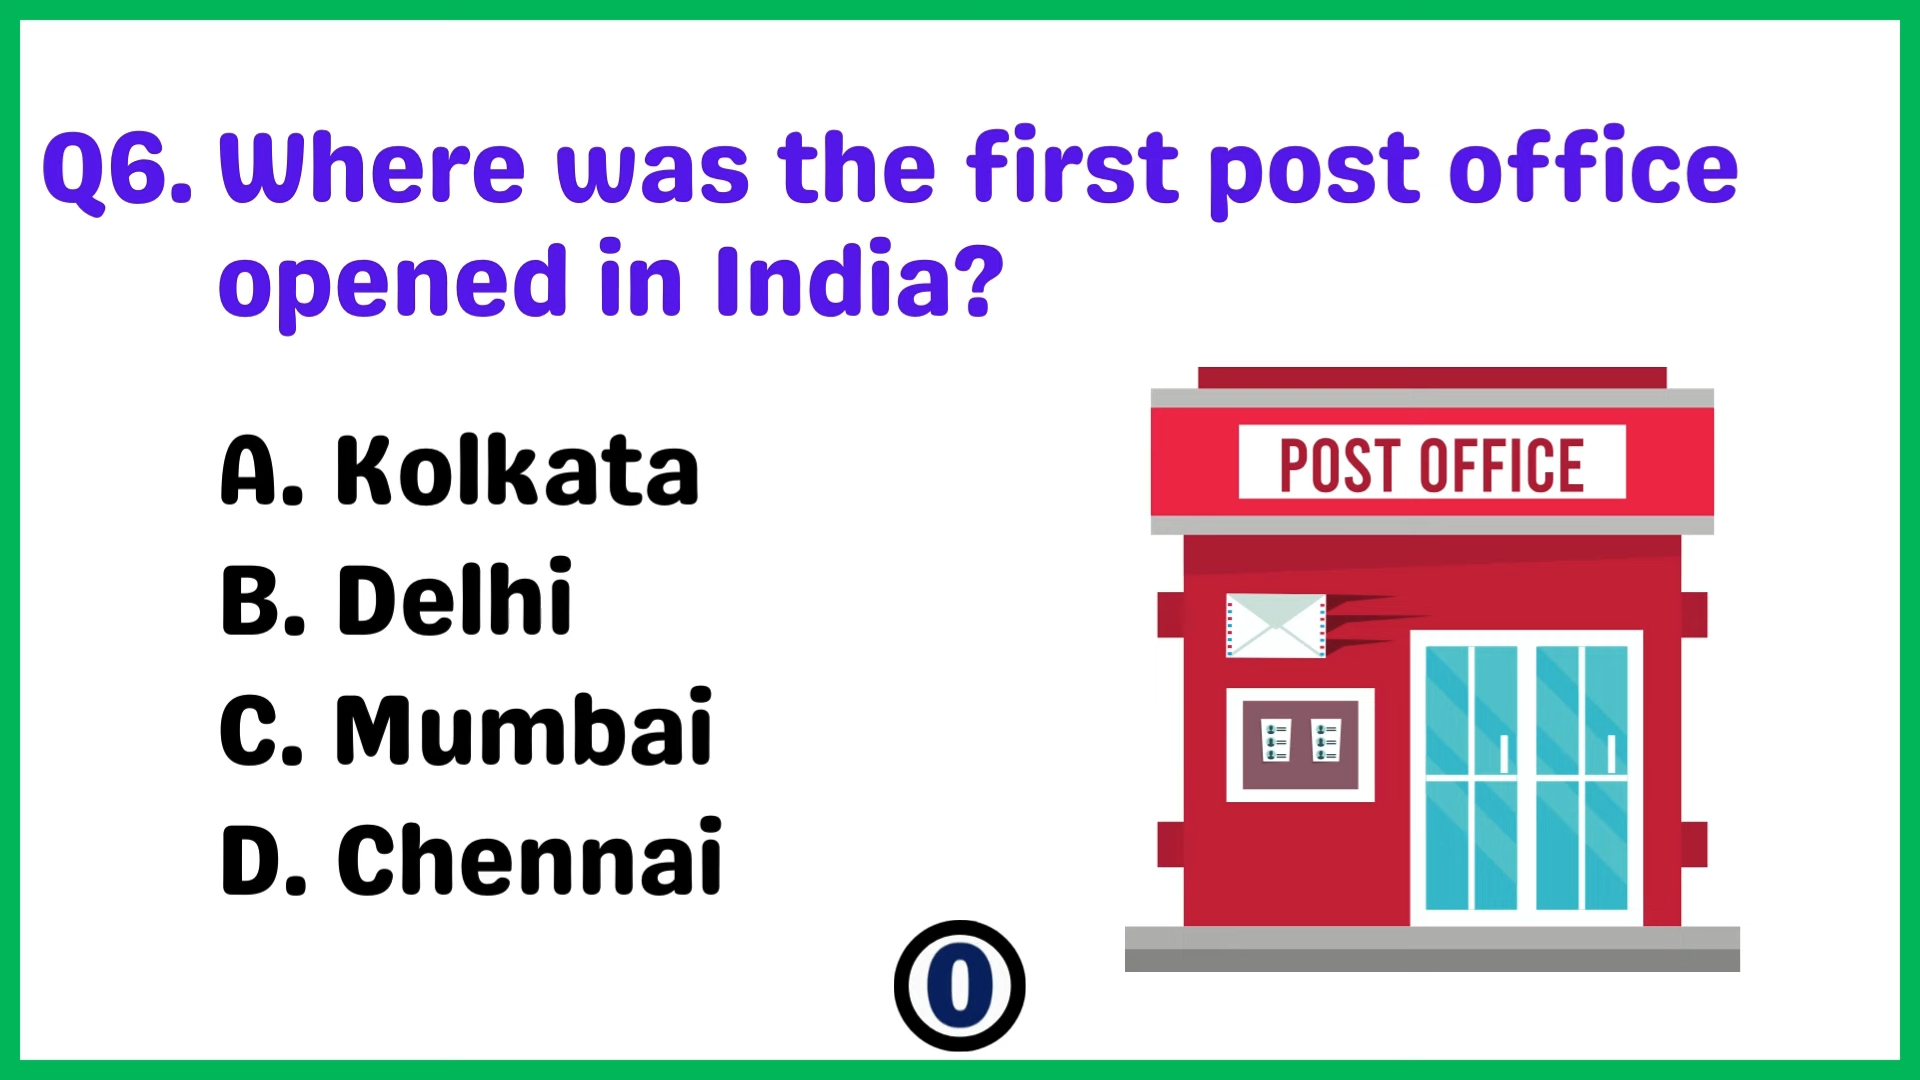 Q6. Where was the first post office
opened in India?
A. Kolkata
B. Delhi
C. Mumbai
D. Chennai
POST OFFICE
0